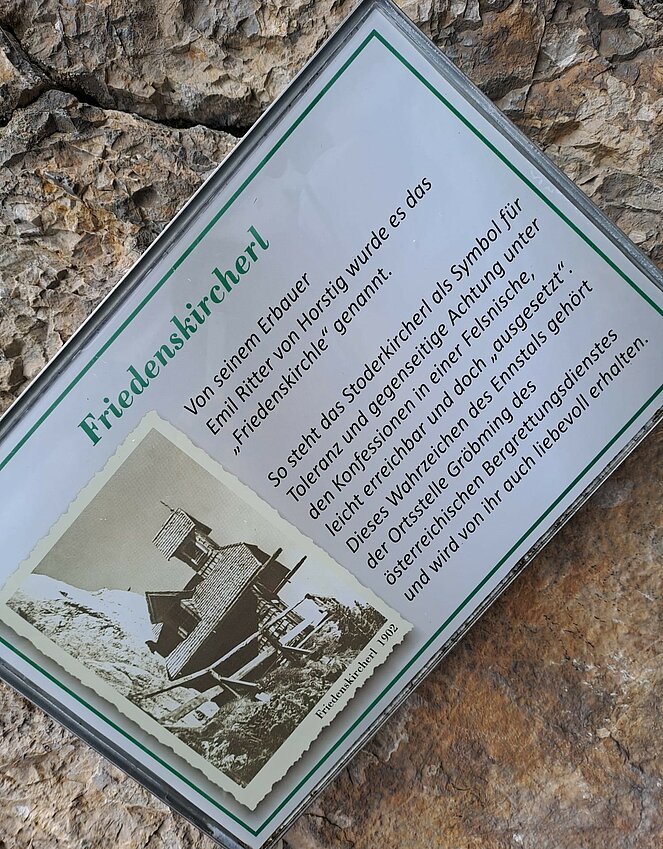 Friedenskircherl
Von seinem Erbauer
Emil Ritter von Horstig wurde es das
„Friedenskirchle“ genannt.
So steht das Stoderkircherl als Symbol für
Toleranz und gegenseitige Achtung unter
den Konfessionen in einer Felsnische,
leicht erreichbar und doch „ausgesetzt“.
Dieses Wahrzeichen des Ennstals gehört
der Ortsstelle Gröbming des
österreichischen Bergrettungsdienstes
und wird von ihr auch liebevoll erhalten.
Friedenskircherl 1902